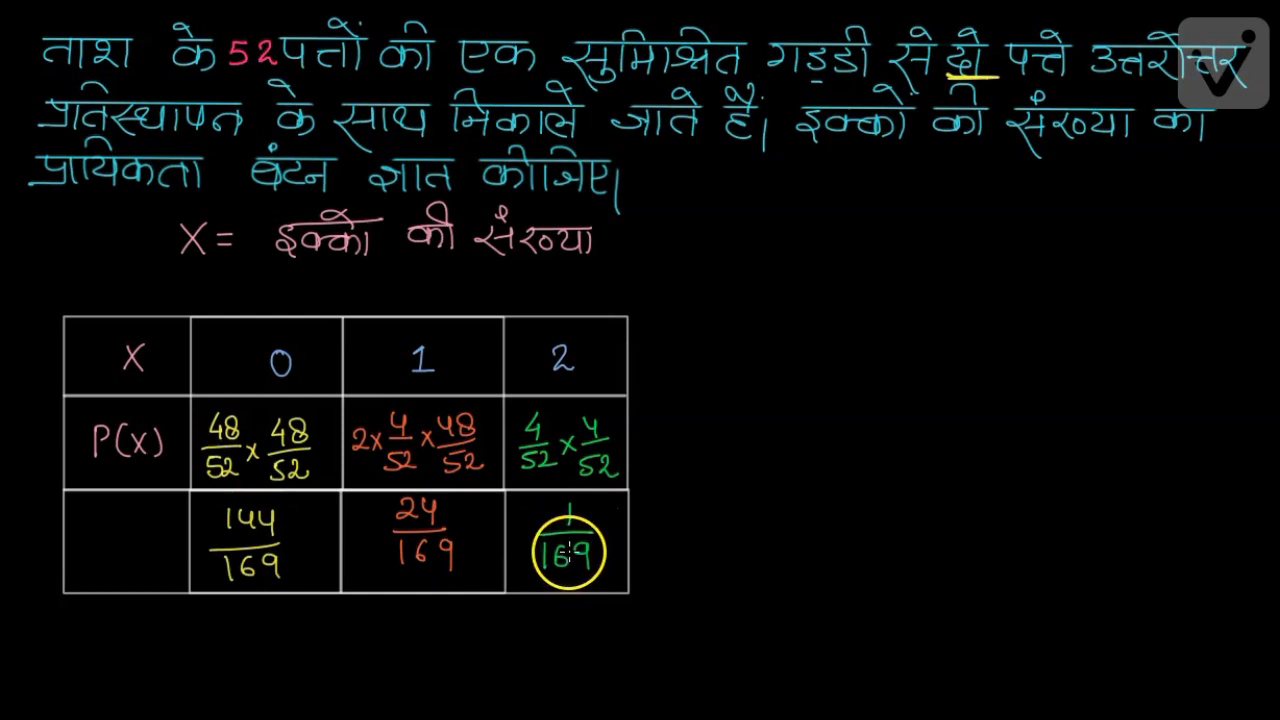 ताश के 52 पत्तों की एक सुमिश्रित गड्डी से दो पत्ते उत्तरोत्तर
प्रतिस्थापन के साथ निकाले जाते हैं। इक्कों की संख्या का
प्रायिकता बंटन ज्ञात कीजिए।
X = इक्कों की संख्या
X 0 1 2
P(X) 48/52 × 48/52 2 × 4/52 × 48/52 4/52 × 4/52
144/169 24/169 1/169